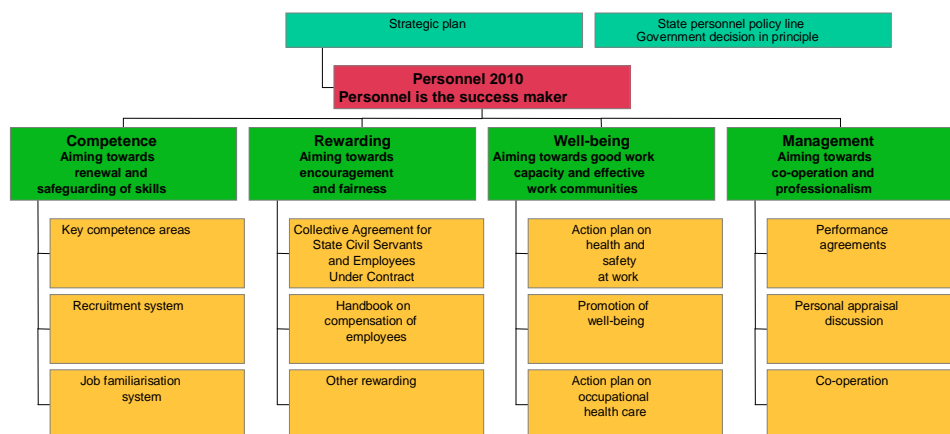 Strategic plan
State personnel policy line
Government decision in principle
Personnel 2010
Personnel is the success maker
Competence
Aiming towards
renewal and
safeguarding of skills
Rewarding
Aiming towards
encouragement
and fairness
Well-being
Aiming towards good work
capacity and effective
work communities
Management
Aiming towards
co-operation and
professionalism
Key competence areas
Collective Agreement for
State Civil Servants
and Employees
Under Contract
Action plan on
health and
safety
at work
Performance
agreements
Recruitment system
Handbook on
compensation of
employees
Promotion of
well-being
Personal appraisal
discussion
Job familiarisation
system
Other rewarding
Action plan on
occupational
health care
Co-operation